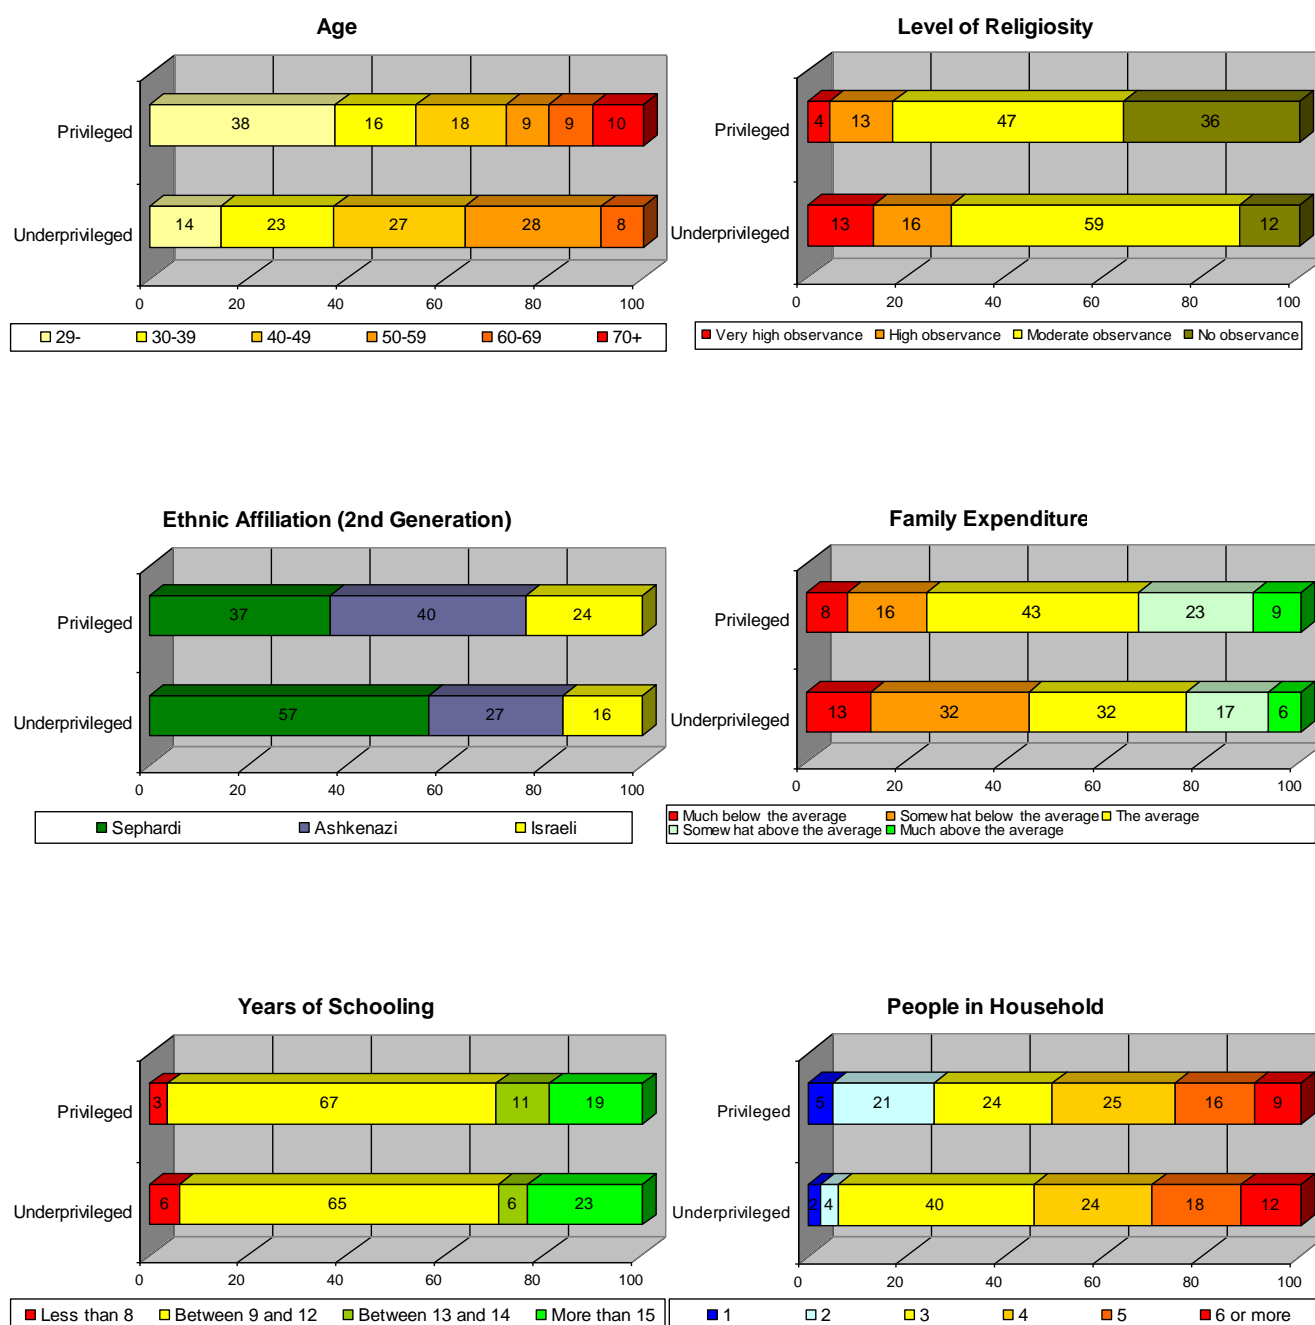 Age
Privileged
38 16 18 9 9 10
Underprivileged
14 23 27 28 8
0 20 40 60 80 100
29- 30-39 40-49 50-59 60-69 70+
Level of Religiosity
Privileged
4 13 47 36
Underprivileged
13 16 59 12
0 20 40 60 80 100
Very high observance High observance Moderate observance No observance
Ethnic Affiliation (2nd Generation)
Privileged
37 40 24
Underprivileged
57 27 16
0 20 40 60 80 100
Sephardi Ashkenazi Israeli
Family Expenditure
Privileged
8 16 43 23 9
Underprivileged
13 32 32 17 6
0 20 40 60 80 100
Much below the average Somewhat below the average The average
Somewhat above the average Much above the average
Years of Schooling
Privileged
3 67 11 19
Underprivileged
6 65 6 23
0 20 40 60 80 100
Less than 8 Between 9 and 12 Between 13 and 14 More than 15
People in Household
Privileged
5 21 24 25 16 9
Underprivileged
2 4 40 24 18 12
0 20 40 60 80 100
1 2 3 4 5 6 or more